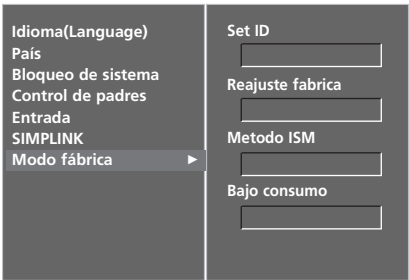 Idioma(Language)
País
Bloqueo de sistema
Control de padres
Entrada
SIMPLINK
Modo fábrica ►
Set ID
Reajuste fabrica
Metodo ISM
Bajo consumo